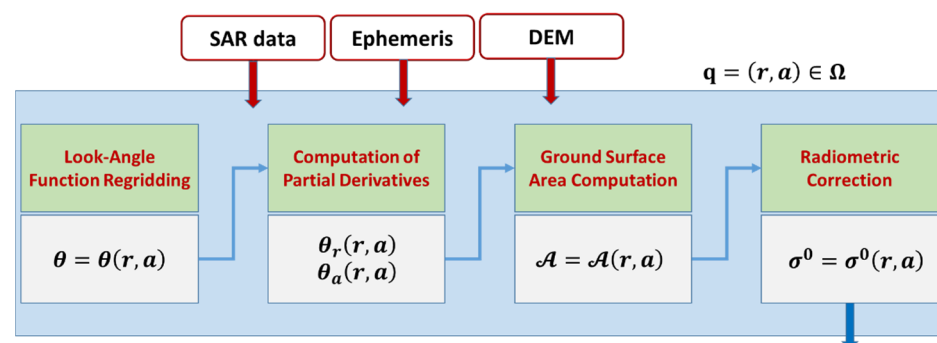 SAR data
Ephemeris
DEM
q = (r, a) ∈ Ω
Look-Angle
Function Regridding
θ = θ(r, a)
Computation of
Partial Derivatives
θᵣ(r, a)
θₐ(r, a)
Ground Surface
Area Computation
𝒜 = 𝒜(r, a)
Radiometric
Correction
σ⁰ = σ⁰(r, a)